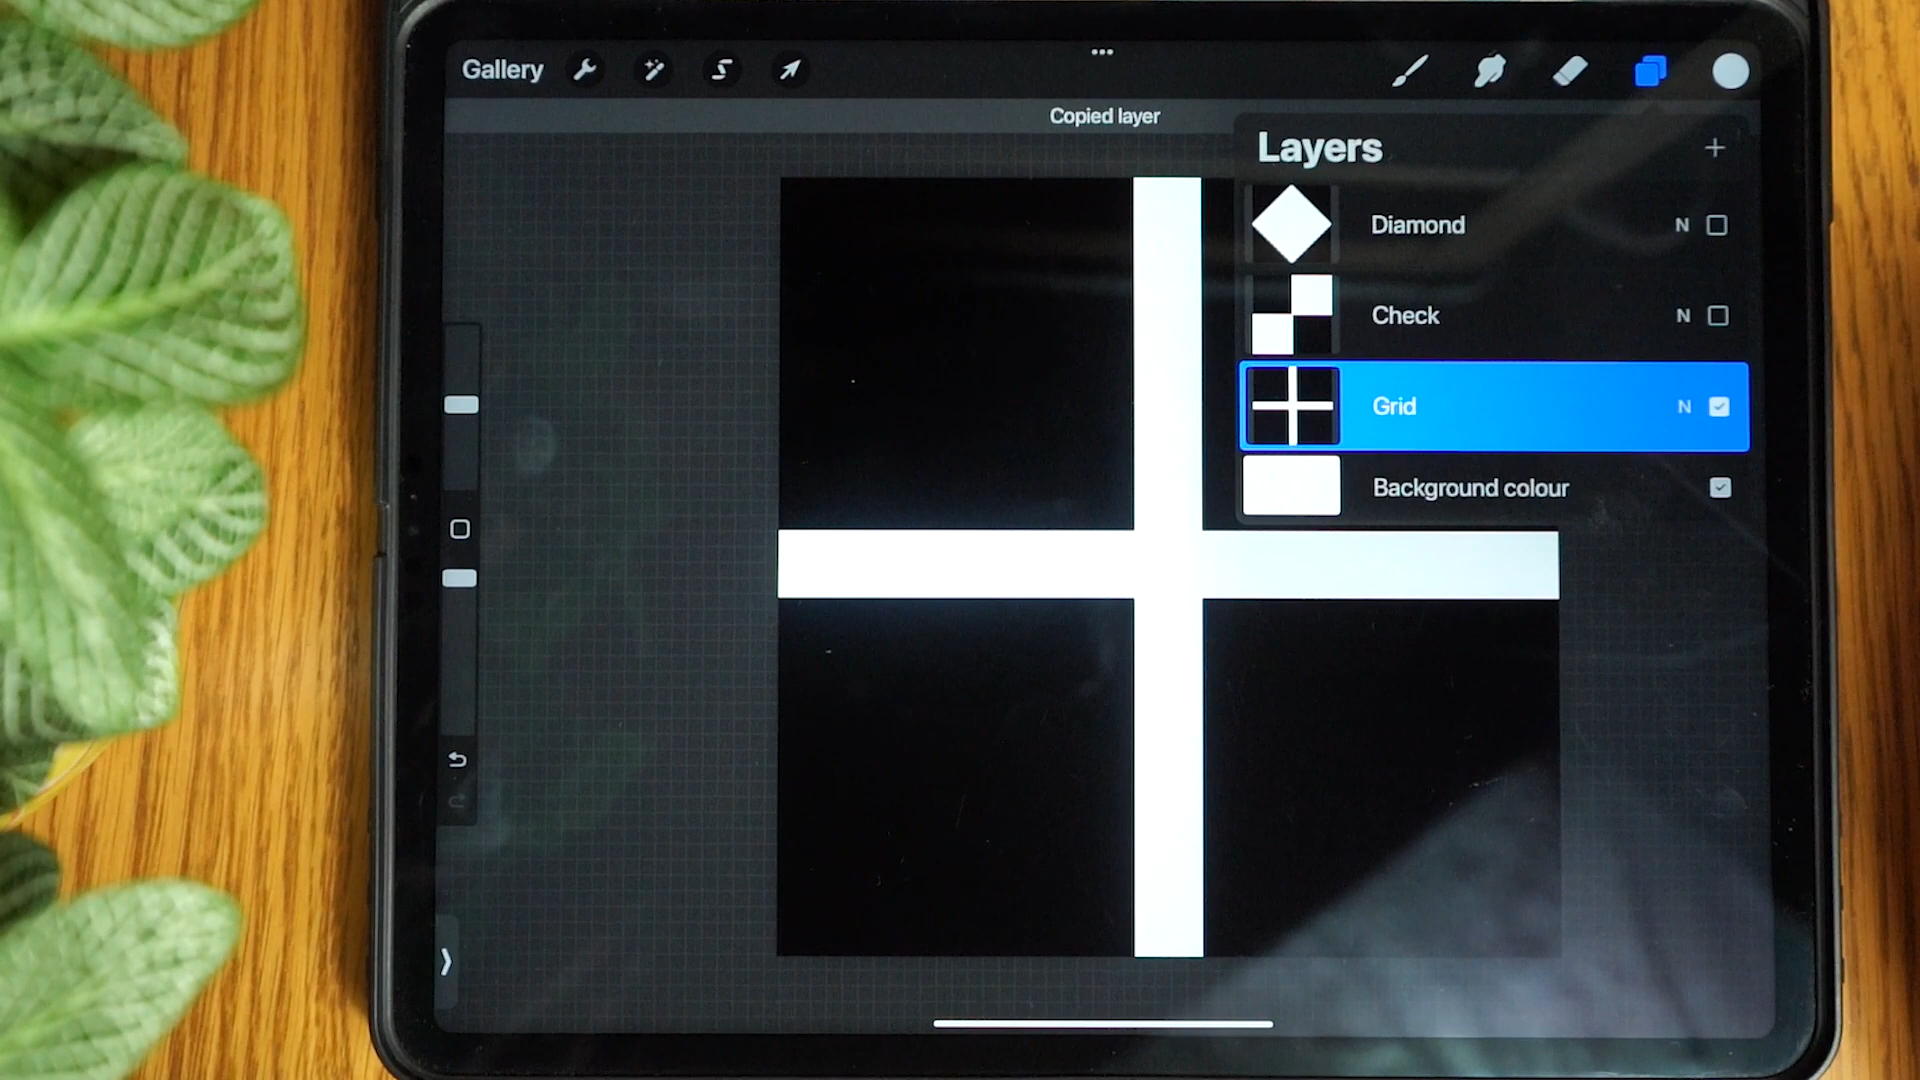 Gallery
Copied layer
Layers
Diamond N
Check N
Grid N
Background colour